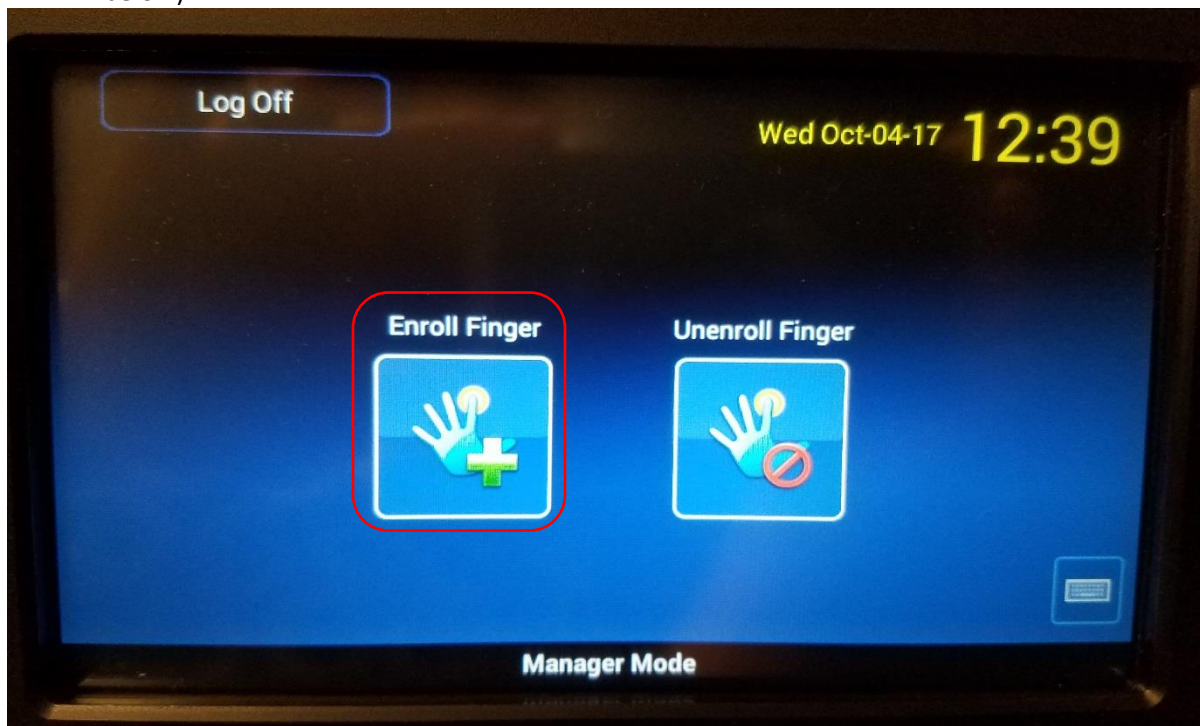 Log Off
Wed Oct-04-17 12:39
Enroll Finger
Unenroll Finger
Manager Mode